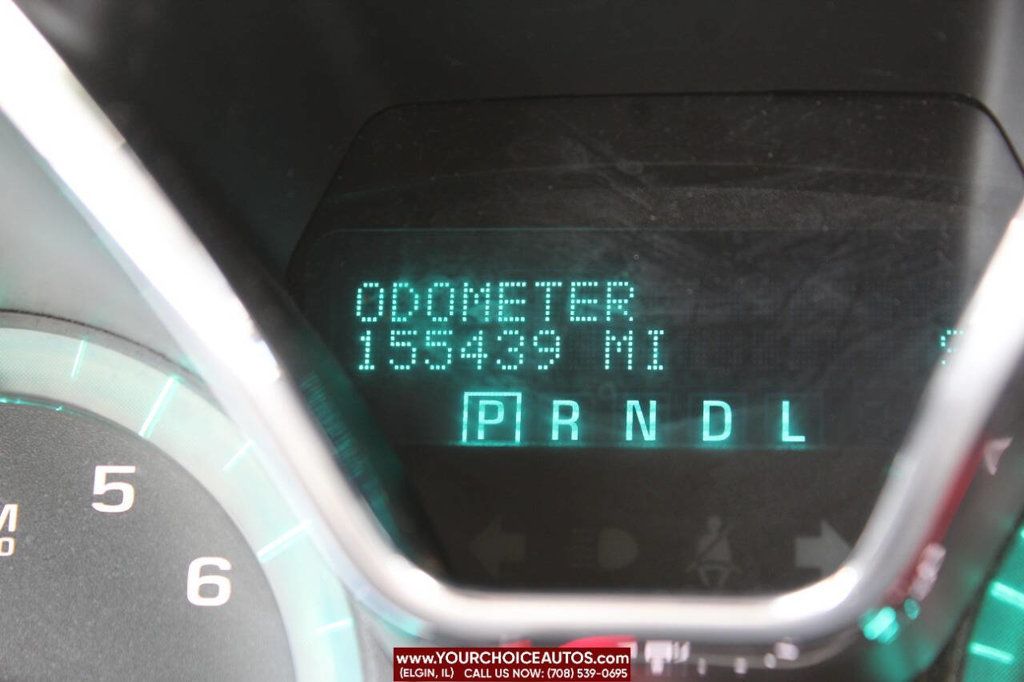 ODOMETER
155439 MI
P R N D L
5
6
www.YOURCHOICEAUTOS.com
(ELGIN, IL) CALL US NOW: (708) 539-0695